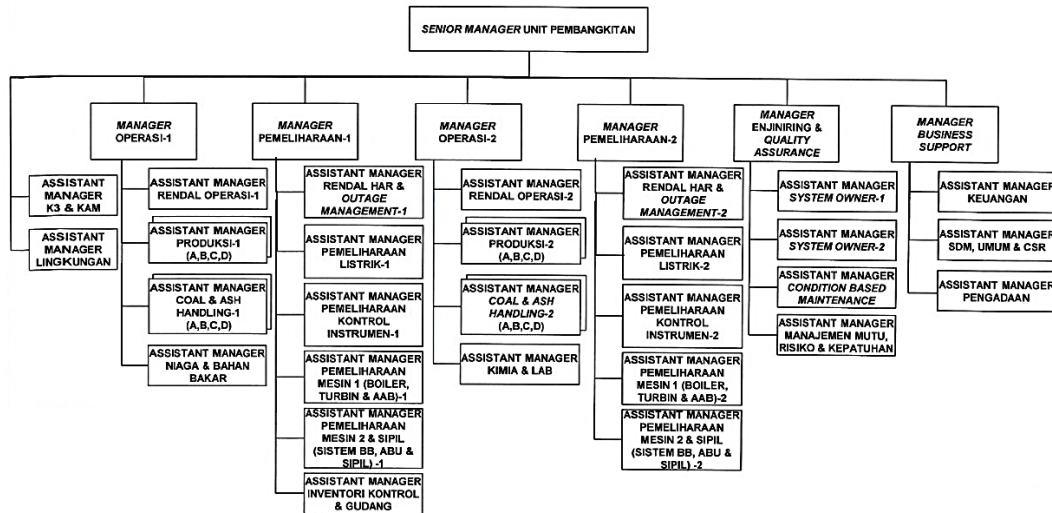 SENIOR MANAGER UNIT PEMBANGKITAN
MANAGER
OPERASI-1
MANAGER
PEMELIHARAAN-1
MANAGER
OPERASI-2
MANAGER
PEMELIHARAAN-2
MANAGER
ENJINIRING &
QUALITY
ASSURANCE
MANAGER
BUSINESS
SUPPORT
ASSISTANT
MANAGER
K3 & KAM
ASSISTANT
MANAGER
LINGKUNGAN
ASSISTANT MANAGER
RENDAL OPERASI-1
ASSISTANT MANAGER
PRODUKSI-1
(A,B,C,D)
ASSISTANT MANAGER
COAL & ASH
HANDLING-1
(A,B,C,D)
ASSISTANT MANAGER
NIAGA & BAHAN
BAKAR
ASSISTANT MANAGER
RENDAL HAR &
OUTAGE
MANAGEMENT-1
ASSISTANT MANAGER
PEMELIHARAAN
LISTRIK-1
ASSISTANT MANAGER
PEMELIHARAAN
KONTROL
INSTRUMEN-1
ASSISTANT MANAGER
PEMELIHARAAN
MESIN 1 (BOILER,
TURBIN & AAB)-1
ASSISTANT MANAGER
PEMELIHARAAN
MESIN 2 & SIPIL
(SISTEM BB, ABU &
SIPIL) -1
ASSISTANT MANAGER
INVENTORI KONTROL
& GUDANG
ASSISTANT MANAGER
RENDAL OPERASI-2
ASSISTANT MANAGER
PRODUKSI-2
(A,B,C,D)
ASSISTANT MANAGER
COAL & ASH
HANDLING-2
(A,B,C,D)
ASSISTANT MANAGER
KIMIA & LAB
ASSISTANT MANAGER
RENDAL HAR &
OUTAGE
MANAGEMENT-2
ASSISTANT MANAGER
PEMELIHARAAN
LISTRIK-2
ASSISTANT MANAGER
PEMELIHARAAN
KONTROL
INSTRUMEN-2
ASSISTANT MANAGER
PEMELIHARAAN
MESIN 1 (BOILER,
TURBIN & AAB)-2
ASSISTANT MANAGER
PEMELIHARAAN
MESIN 2 & SIPIL
(SISTEM BB, ABU &
SIPIL) -2
ASSISTANT MANAGER
SYSTEM OWNER-1
ASSISTANT MANAGER
SYSTEM OWNER-2
ASSISTANT MANAGER
CONDITION BASED
MAINTENANCE
ASSISTANT MANAGER
MANAJEMEN MUTU,
RISIKO & KEPATUHAN
ASSISTANT MANAGER
KEUANGAN
ASSISTANT MANAGER
SDM, UMUM & CSR
ASSISTANT MANAGER
PENGADAAN